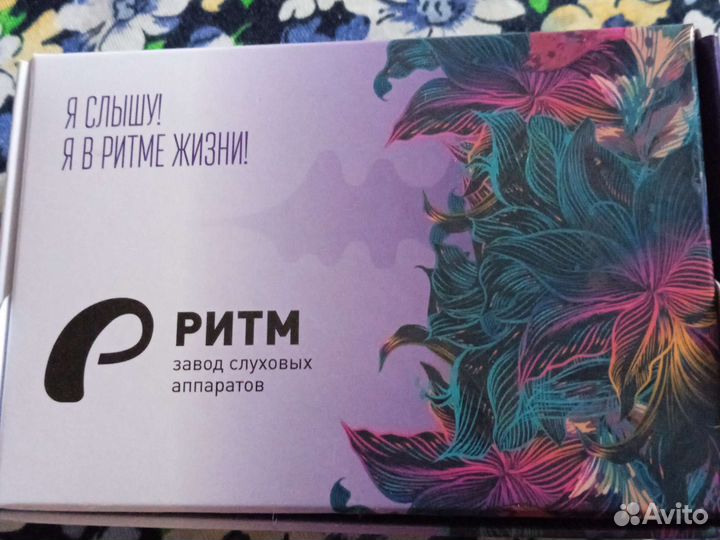 Я СЛЫШУ!
Я В РИТМЕ ЖИЗНИ!
РИТМ
завод слуховых
аппаратов
Avito